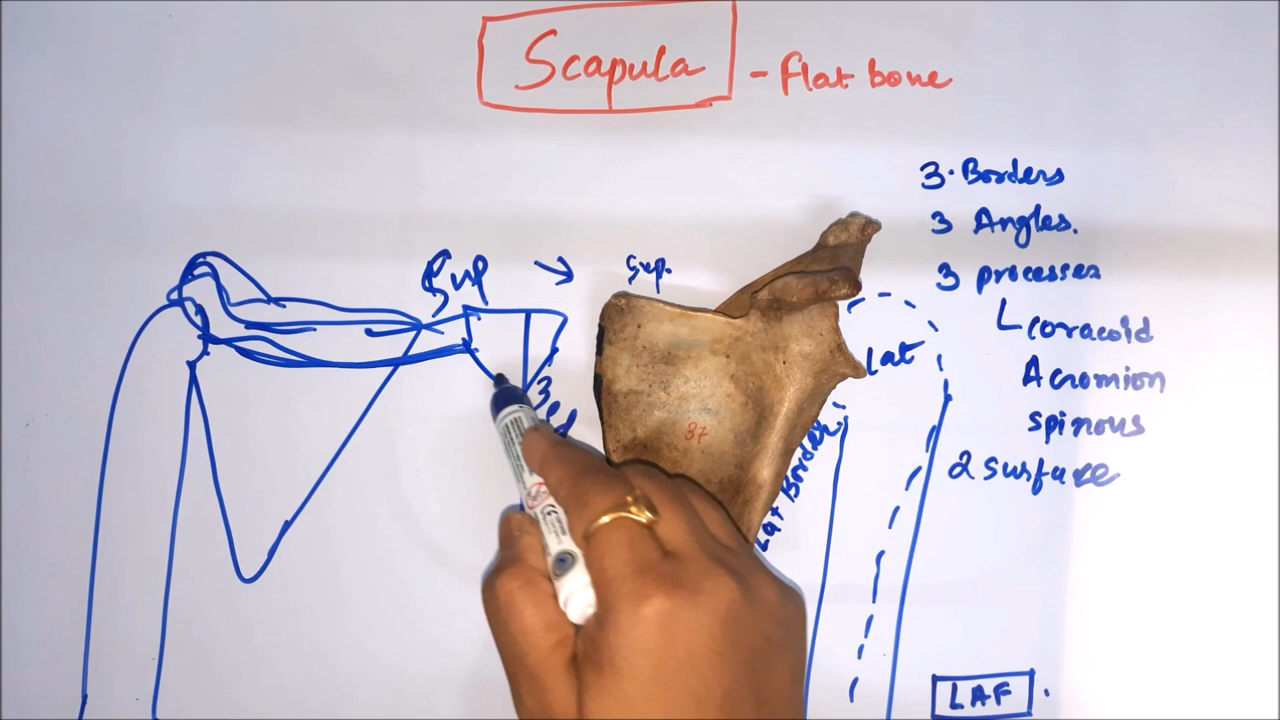 Scapula - flat bone
3. Borders
3 Angles.
3 processes
coracoid
Acromion
spinous
2 surface
Sup
Sup.
Lat
Lat Border
87
LAF